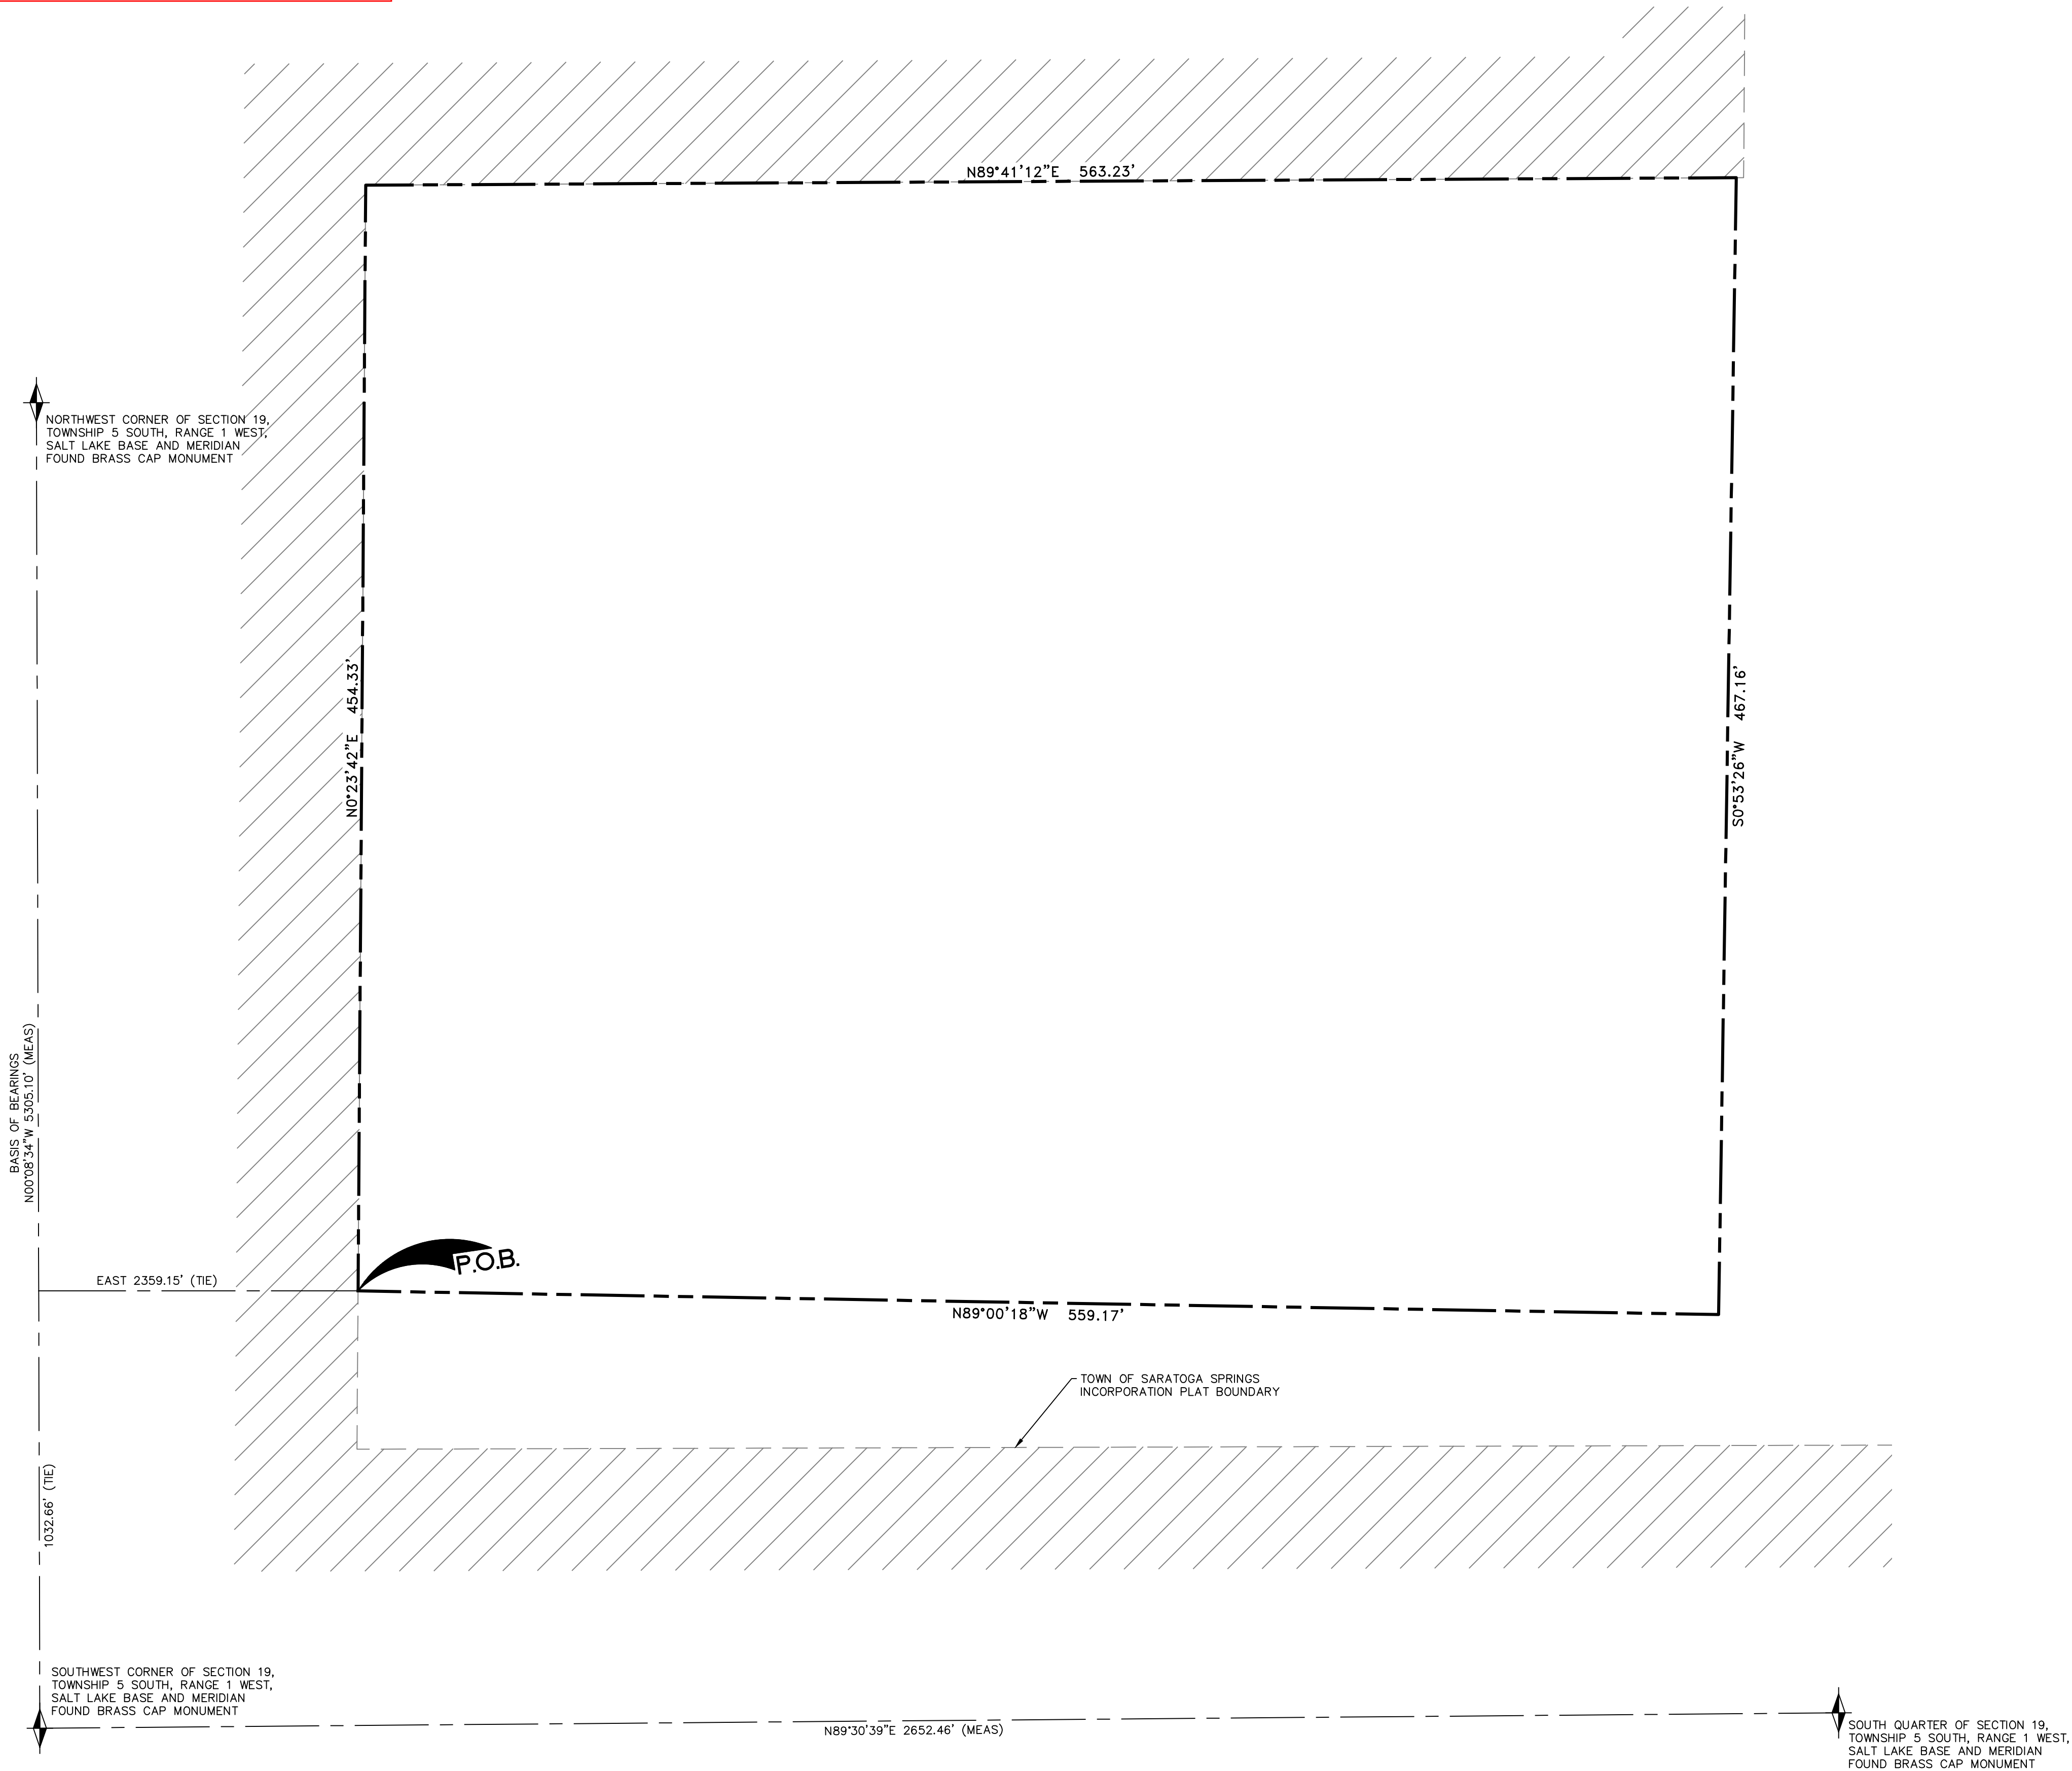 N89°41'12"E 563.23'
NORTHWEST CORNER OF SECTION 19,
TOWNSHIP 5 SOUTH, RANGE 1 WEST,
SALT LAKE BASE AND MERIDIAN
FOUND BRASS CAP MONUMENT
N0°23'42"E 454.33'
S0°53'26"W 467.16'
BASIS OF BEARINGS
N00°08'34"W 5305.10' (MEAS)
P.O.B.
EAST 2359.15' (TIE)
N89°00'18"W 559.17'
TOWN OF SARATOGA SPRINGS
INCORPORATION PLAT BOUNDARY
1032.66' (TIE)
SOUTHWEST CORNER OF SECTION 19,
TOWNSHIP 5 SOUTH, RANGE 1 WEST,
SALT LAKE BASE AND MERIDIAN
FOUND BRASS CAP MONUMENT
N89°30'39"E 2652.46' (MEAS)
SOUTH QUARTER OF SECTION 19,
TOWNSHIP 5 SOUTH, RANGE 1 WEST,
SALT LAKE BASE AND MERIDIAN
FOUND BRASS CAP MONUMENT